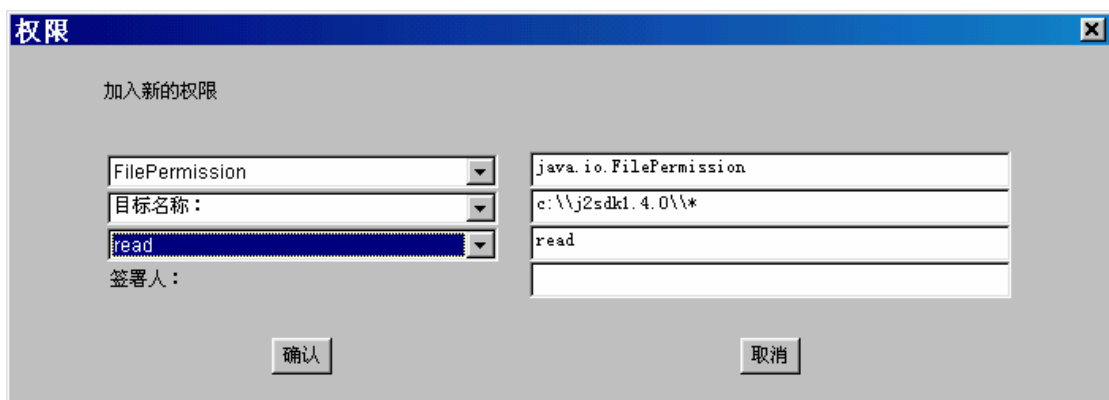 权限
加入新的权限
FilePermission java.io.FilePermission
目标名称： c:\\j2sdk1.4.0\\*
read read
签署人：
确认 取消